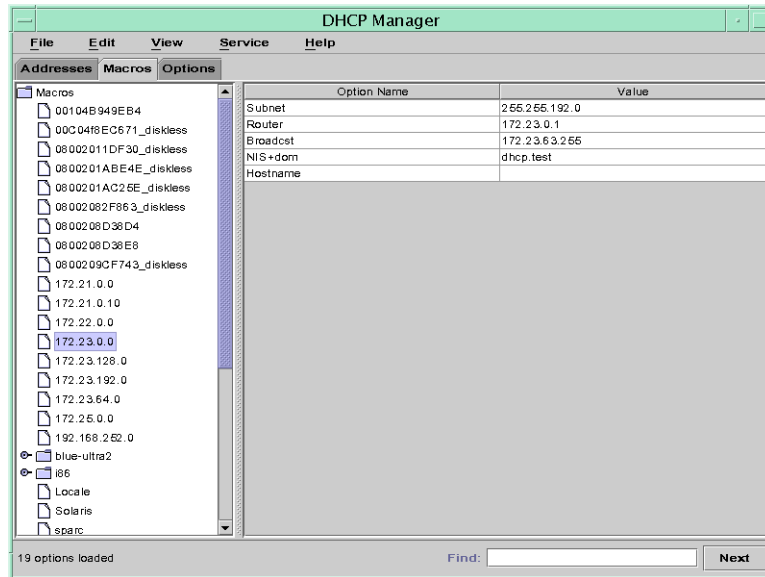 DHCP Manager
File Edit View Service Help
Addresses Macros Options
Macros
00104B949EB4
00C04f8EC671_diskless
08002011DF30_diskless
0800201ABE4E_diskless
0800201AC25E_diskless
08002082F863_diskless
0800208D38D4
0800208D38E8
0800209CF743_diskless
172.21.0.0
172.21.0.10
172.22.0.0
172.23.0.0
172.23.128.0
172.23.192.0
172.23.64.0
172.25.0.0
192.168.252.0
blue-ultra2
i86
Locale
Solaris
sparc
Option Name Value
Subnet 255.255.192.0
Router 172.23.0.1
Broadcst 172.23.63.255
NIS+dom dhcp.test
Hostname
19 options loaded
Find: Next